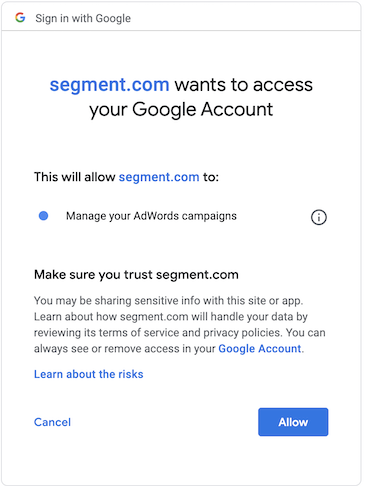 Sign in with Google
segment.com wants to access
your Google Account
This will allow segment.com to:
Manage your AdWords campaigns
Make sure you trust segment.com
You may be sharing sensitive info with this site or app.
Learn about how segment.com will handle your data by
reviewing its terms of service and privacy policies. You can
always see or remove access in your Google Account.
Learn about the risks
Cancel
Allow